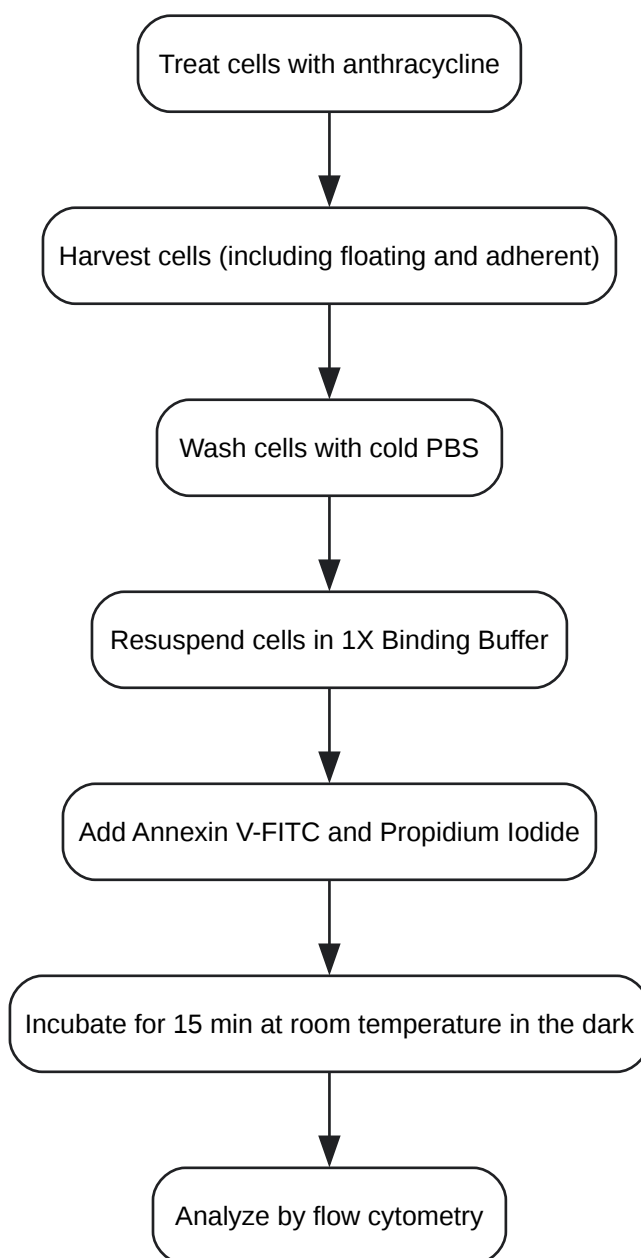 Treat cells with anthracycline
Harvest cells (including floating and adherent)
Wash cells with cold PBS
Resuspend cells in 1X Binding Buffer
Add Annexin V-FITC and Propidium Iodide
Incubate for 15 min at room temperature in the dark
Analyze by flow cytometry